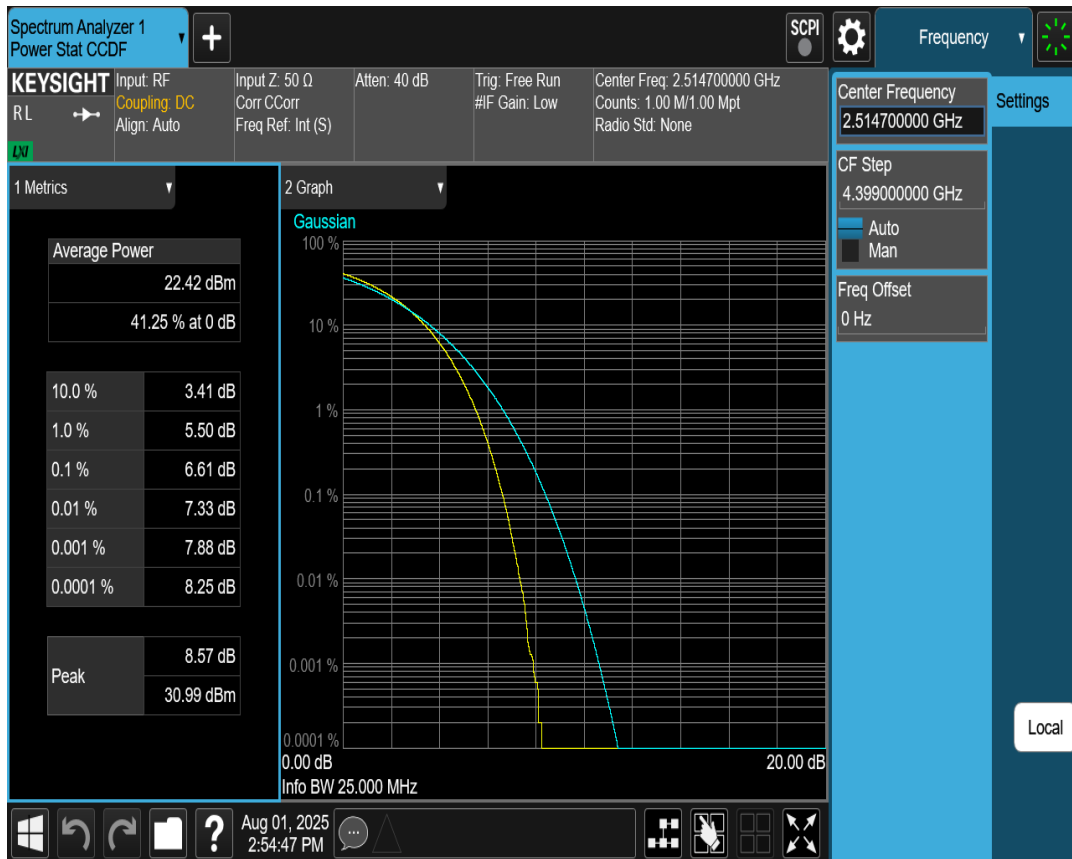 Spectrum Analyzer 1
Power Stat CCDF
SCPI
Frequency
KEYSIGHT
RL
LXI
Input: RF
Coupling: DC
Align: Auto
Input Z: 50 Ω
Corr CCorr
Freq Ref: Int (S)
Atten: 40 dB
Trig: Free Run
#IF Gain: Low
Center Freq: 2.514700000 GHz
Counts: 1.00 M/1.00 Mpt
Radio Std: None
Center Frequency
2.514700000 GHz
Settings
CF Step
4.399000000 GHz
Auto
Man
Freq Offset
0 Hz
1 Metrics
Average Power
22.42 dBm
41.25 % at 0 dB
10.0 % 3.41 dB
1.0 % 5.50 dB
0.1 % 6.61 dB
0.01 % 7.33 dB
0.001 % 7.88 dB
0.0001 % 8.25 dB
Peak
8.57 dB
30.99 dBm
2 Graph
Gaussian
100 %
10 %
1 %
0.1 %
0.01 %
0.001 %
0.0001 %
0.00 dB 20.00 dB
Info BW 25.000 MHz
Local
?
Aug 01, 2025
2:54:47 PM